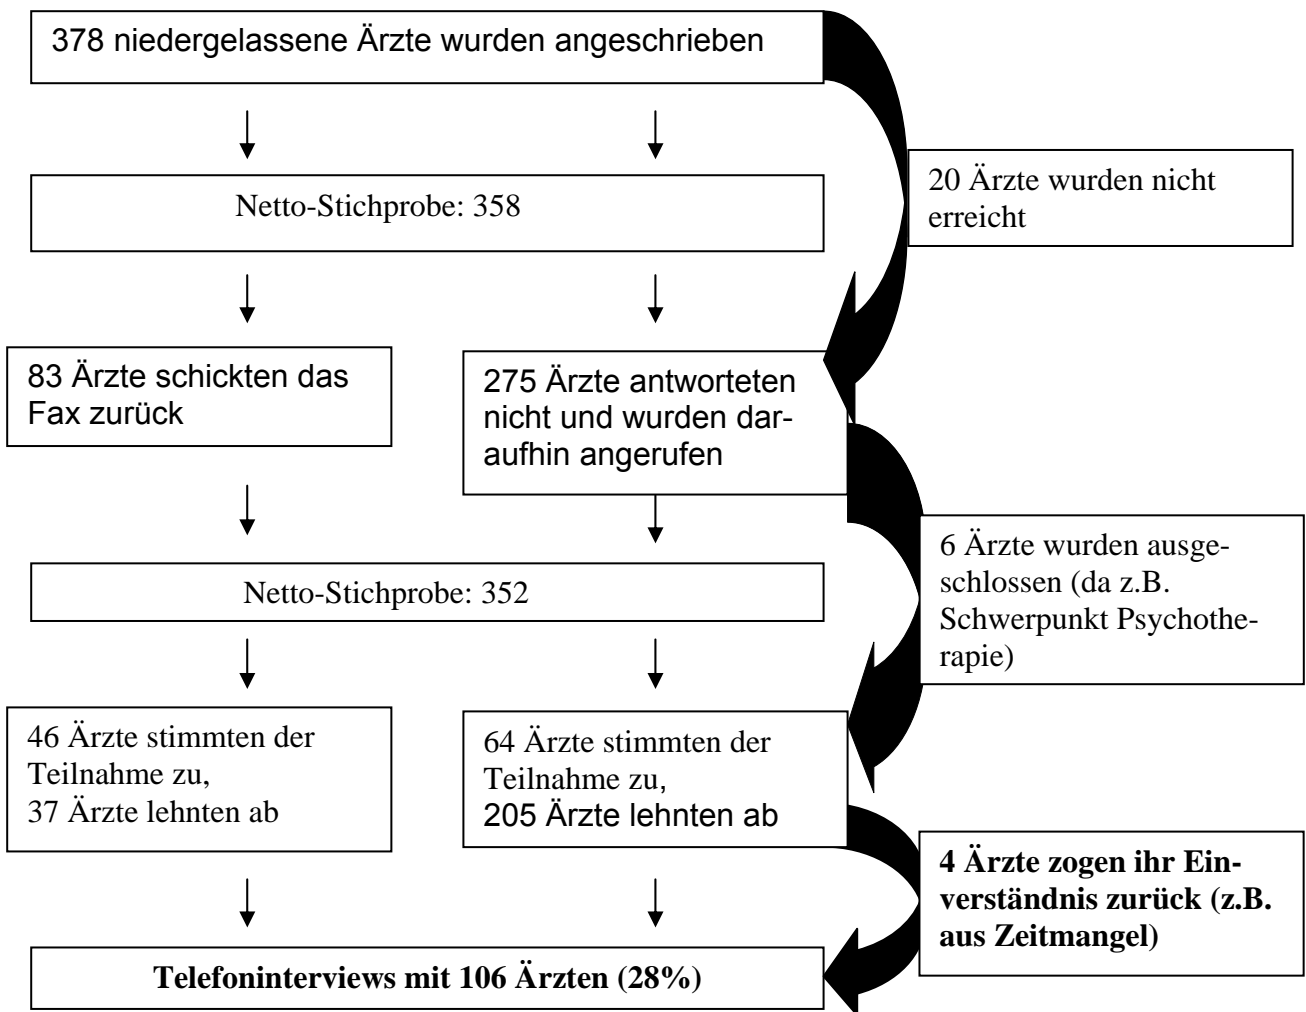 378 niedergelassene Ärzte wurden angeschrieben
20 Ärzte wurden nicht
erreicht
Netto-Stichprobe: 358
83 Ärzte schickten das
Fax zurück
275 Ärzte antworteten
nicht und wurden dar-
aufhin angerufen
6 Ärzte wurden ausge-
schlossen (da z.B.
Schwerpunkt Psychothe-
rapie)
Netto-Stichprobe: 352
46 Ärzte stimmten der
Teilnahme zu,
37 Ärzte lehnten ab
64 Ärzte stimmten der
Teilnahme zu,
205 Ärzte lehnten ab
4 Ärzte zogen ihr Ein-
verständnis zurück (z.B.
aus Zeitmangel)
Telefoninterviews mit 106 Ärzten (28%)